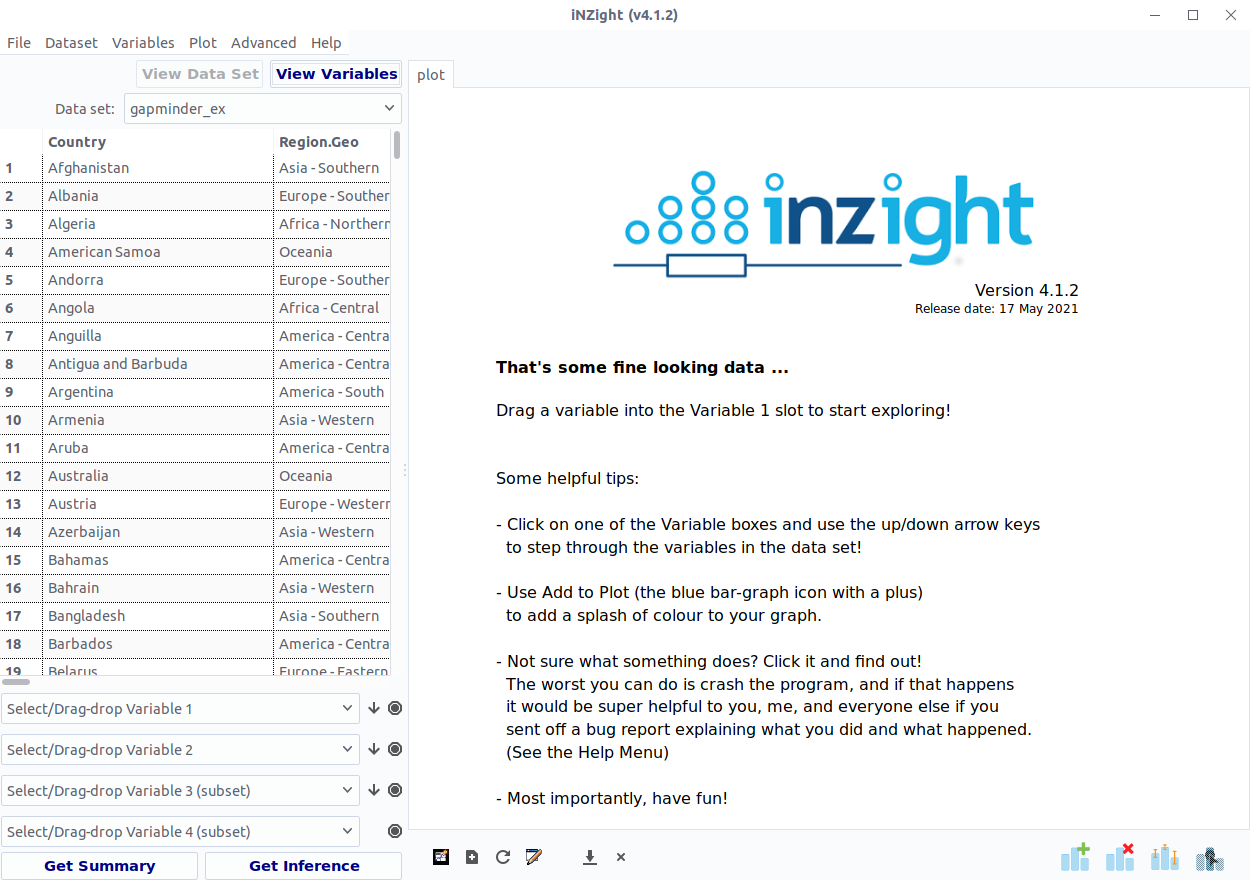 iNZight (v4.1.2)
File Dataset Variables Plot Advanced Help
View Data Set View Variables
plot
Data set: gapminder_ex
Country Region.Geo
1 Afghanistan Asia - Southern
2 Albania Europe - Souther
3 Algeria Africa - Northern
4 American Samoa Oceania
5 Andorra Europe - Souther
6 Angola Africa - Central
7 Anguilla America - Centra
8 Antigua and Barbuda America - Centra
9 Argentina America - South
10 Armenia Asia - Western
11 Aruba America - Centra
12 Australia Oceania
13 Austria Europe - Western
14 Azerbaijan Asia - Western
15 Bahamas America - Centra
16 Bahrain Asia - Western
17 Bangladesh Asia - Southern
18 Barbados America - Centra
19 Belarus Europe - Eastern
Select/Drag-drop Variable 1
Select/Drag-drop Variable 2
Select/Drag-drop Variable 3 (subset)
Select/Drag-drop Variable 4 (subset)
Get Summary Get Inference
inzight
Version 4.1.2
Release date: 17 May 2021
That's some fine looking data ...
Drag a variable into the Variable 1 slot to start exploring!
Some helpful tips:
- Click on one of the Variable boxes and use the up/down arrow keys
to step through the variables in the data set!
- Use Add to Plot (the blue bar-graph icon with a plus)
to add a splash of colour to your graph.
- Not sure what something does? Click it and find out!
The worst you can do is crash the program, and if that happens
it would be super helpful to you, me, and everyone else if you
sent off a bug report explaining what you did and what happened.
(See the Help Menu)
- Most importantly, have fun!